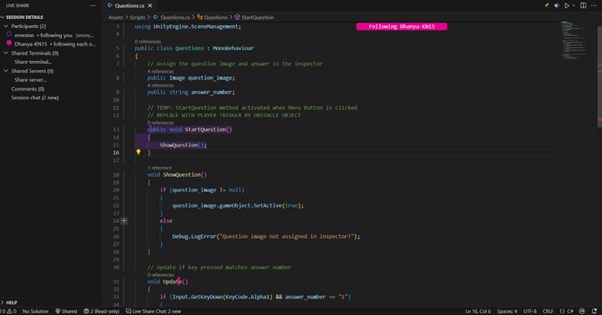 LIVE SHARE
Questions.cs
Assets > Scripts > Questions.cs > Questions > StartQuestion
SESSION DETAILS
Participants (2)
ernestas • following you
Dhanya-KN15 • following each o...
Shared Terminals (0)
Share terminal...
Shared Servers (0)
Share server...
Comments (0)
Session chat (2 new)
Following Dhanya-KN15
3 using UnityEngine.SceneManagement;
4
0 references
5 public class Questions : MonoBehaviour
6 {
7 // Assign the question image and answer in the inspector
4 references
8 public Image question_image;
4 references
9 public string answer_number;
10
11 // TEMP: StartQuestion method activated when Menu Button is clicked
12 // REPLACE WITH PLAYER TRIGGER BY OBSTACLE OBJECT
0 references
13 public void StartQuestion()
14 {
15 ShowQuestion();
16 }
17
1 reference
18 void ShowQuestion()
19 {
20 if (question_image != null)
21 {
22 question_image.gameObject.SetActive(true);
23 }
24 else
25 {
26 Debug.LogError("Question image not assigned in inspector!");
27 }
28 }
29
30 // Update if key pressed matches answer number
0 references
31 void Update()
32 {
33 if (Input.GetKeyDown(KeyCode.Alpha1) && answer_number == "1")
34 {
HELP
0 0 No Solution Shared 2 (Read-only) Live Share Chat: 2 new Ln 16, Col 6 Spaces: 4 UTF-8 CRLF C#